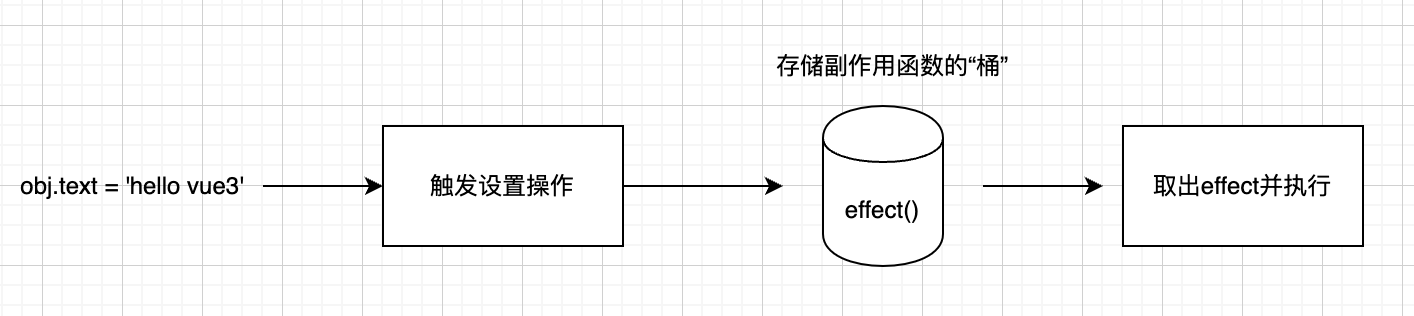 存储副作用函数的“桶”
obj.text = 'hello vue3'
触发设置操作
effect()
取出effect并执行